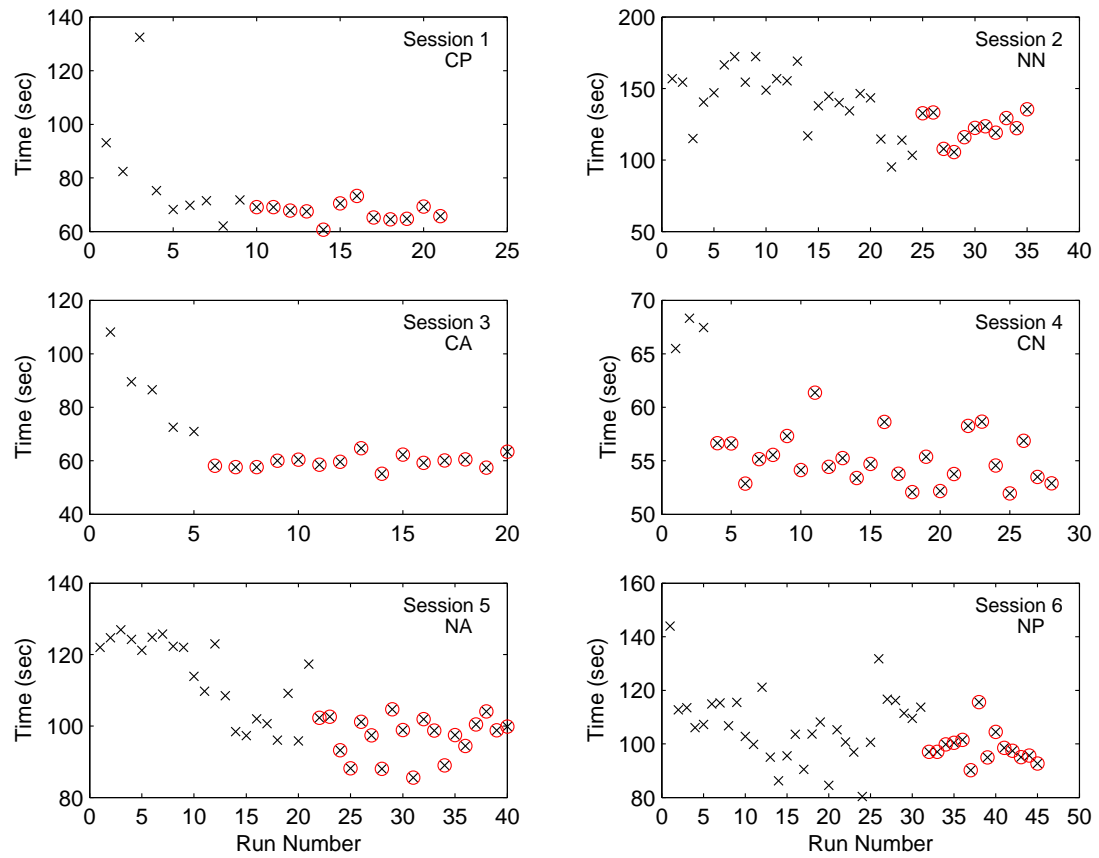 Session 1
CP
Time (sec)
140
120
100
80
60
0 5 10 15 20 25
Session 2
NN
Time (sec)
200
150
100
50
0 5 10 15 20 25 30 35 40
Session 3
CA
Time (sec)
120
100
80
60
40
0 5 10 15 20
Session 4
CN
Time (sec)
70
65
60
55
50
0 5 10 15 20 25 30
Session 5
NA
Time (sec)
140
120
100
80
0 5 10 15 20 25 30 35 40
Run Number
Session 6
NP
Time (sec)
160
140
120
100
80
0 5 10 15 20 25 30 35 40 45 50
Run Number